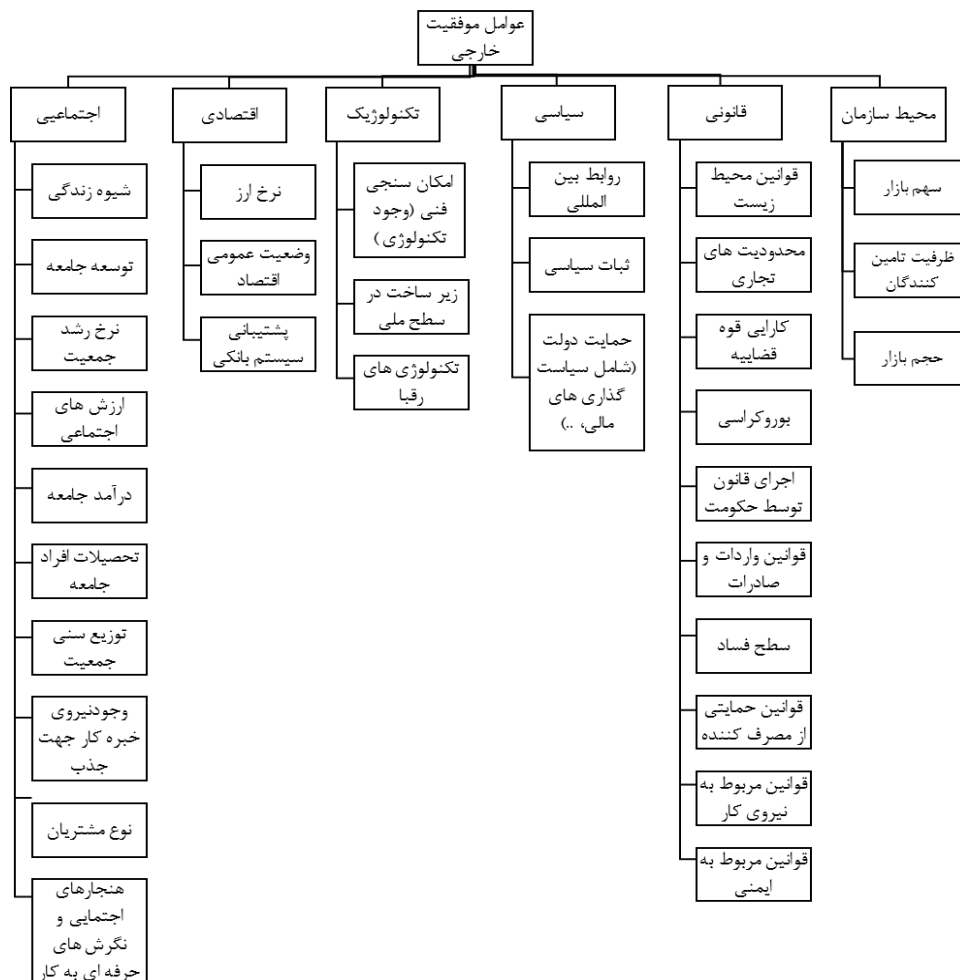 عوامل موفقیت
خارجی
محیط سازمان
سهم بازار
ظرفیت تامین
کنندگان
حجم بازار
قانونی
قوانین محیط
زیست
محدودیت های
تجاری
کارایی قوه
قضاییه
بوروکراسی
اجرای قانون
توسط حکومت
قوانین واردات و
صادرات
سطح فساد
قوانین حمایتی
از مصرف کننده
قوانین مربوط به
نیروی کار
قوانین مربوط به
ایمنی
سیاسی
روابط بین
المللی
ثبات سیاسی
حمایت دولت
(شامل سیاست
گذاری های
مالی، ..)
تکنولوژیک
امکان سنجی
فنی (وجود
تکنولوژی)
زیر ساخت در
سطح ملی
تکنولوژی های
رقبا
اقتصادی
نرخ ارز
وضعیت عمومی
اقتصاد
پشتیبانی
سیستم بانکی
اجتماعیی
شیوه زندگی
توسعه جامعه
نرخ رشد
جمعیت
ارزش های
اجتماعی
درآمد جامعه
تحصیلات افراد
جامعه
توزیع سنی
جمعیت
وجودنیروی
خبره کار جهت
جذب
نوع مشتریان
هنجارهای
اجتمایی و
نگرش های
حرفه ای به کار